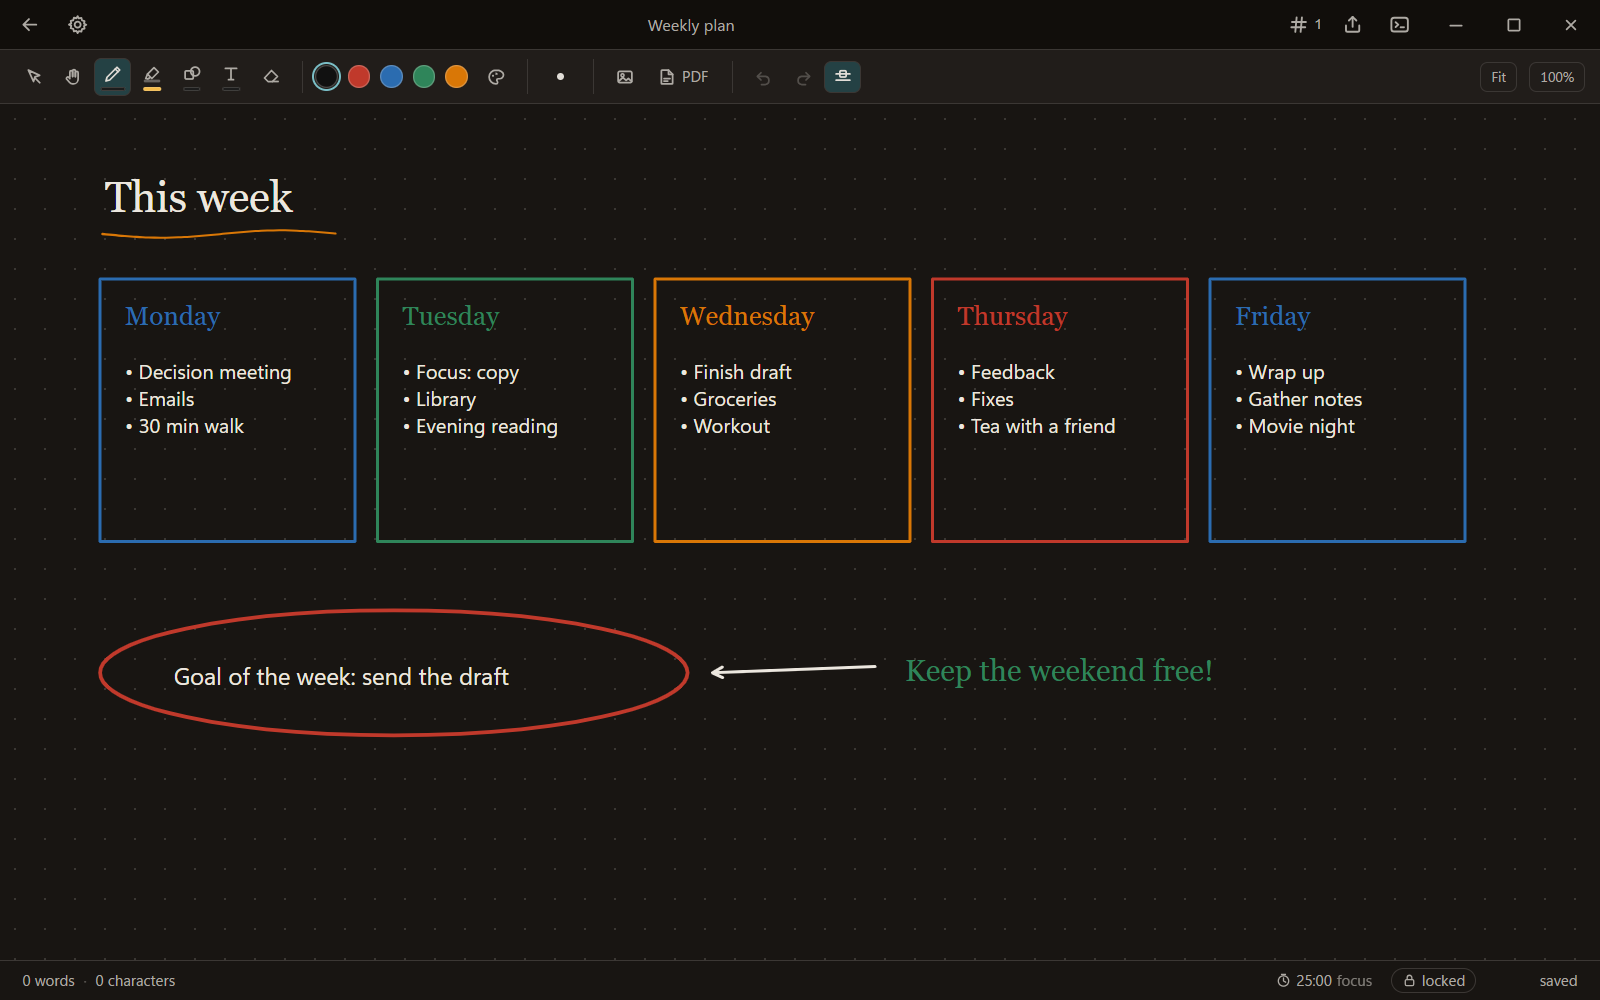 Weekly plan
1
PDF
Fit
100%
This week
Monday
• Decision meeting
• Emails
• 30 min walk
Tuesday
• Focus: copy
• Library
• Evening reading
Wednesday
• Finish draft
• Groceries
• Workout
Thursday
• Feedback
• Fixes
• Tea with a friend
Friday
• Wrap up
• Gather notes
• Movie night
Goal of the week: send the draft
Keep the weekend free!
0 words · 0 characters
25:00 focus
locked
saved